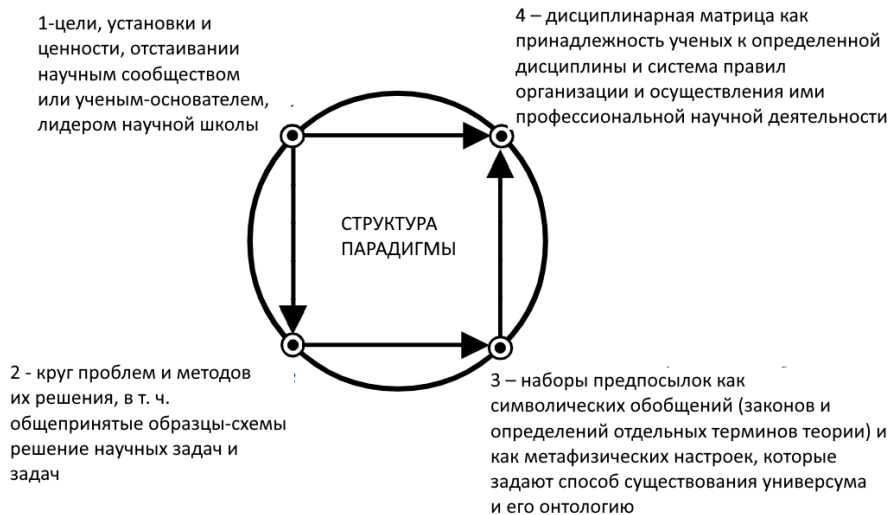 1-цели, установки и
ценности, отстаивании
научным сообществом
или ученым-основателем,
лидером научной школы
4 – дисциплинарная матрица как
принадлежность ученых к определенной
дисциплины и система правил
организации и осуществления ими
профессиональной научной деятельности
СТРУКТУРА
ПАРАДИГМЫ
2 - круг проблем и методов
их решения, в т. ч.
общепринятые образцы-схемы
решение научных задач и
задач
3 – наборы предпосылок как
символических обобщений (законов и
определений отдельных терминов теории) и
как метафизических настроек, которые
задают способ существования универсума
и его онтологию